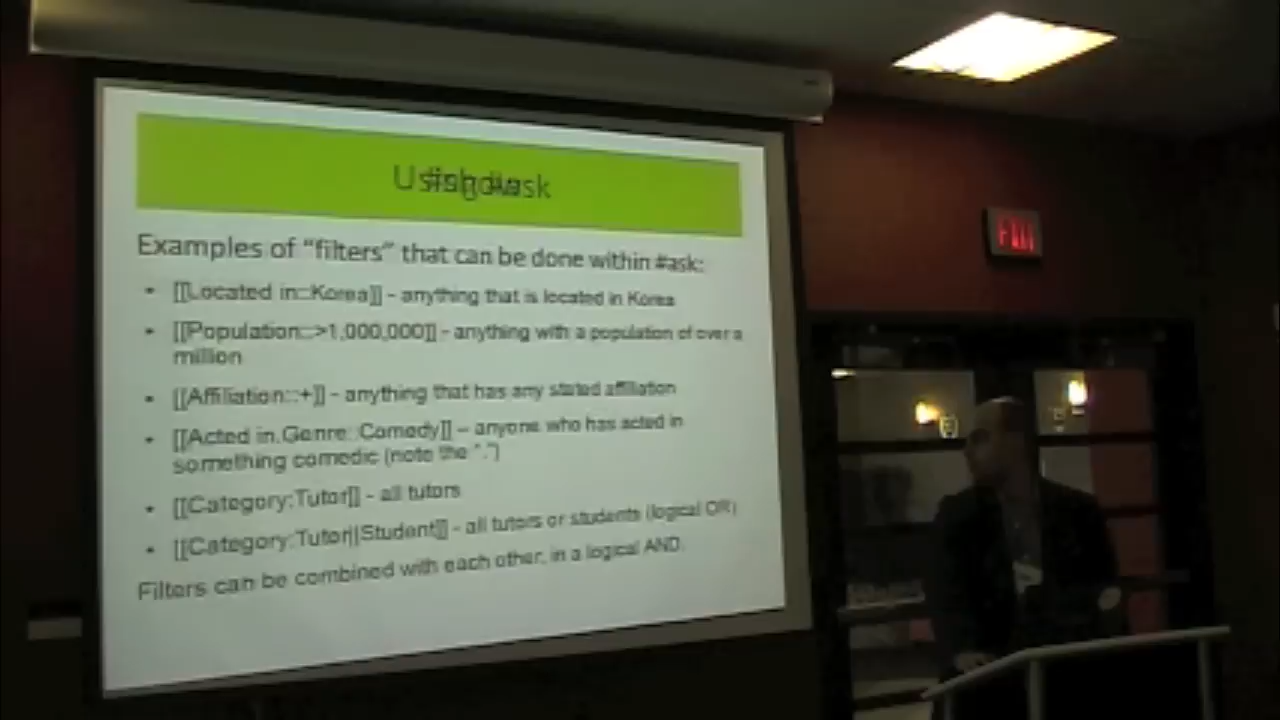 Using #ask
Examples of “filters” that can be done within #ask:
• [[Located in::Korea]] - anything that is located in Korea
• [[Population::>1,000,000]] - anything with a population of over a
million
• [[Affiliation::+]] - anything that has any stated affiliation
• [[Acted in.Genre::Comedy]] – anyone who has acted in
something comedic (note the ".")
• [[Category:Tutor]] - all tutors
• [[Category:Tutor||Student]] - all tutors or students (logical OR)
Filters can be combined with each other, in a logical AND.
EXIT